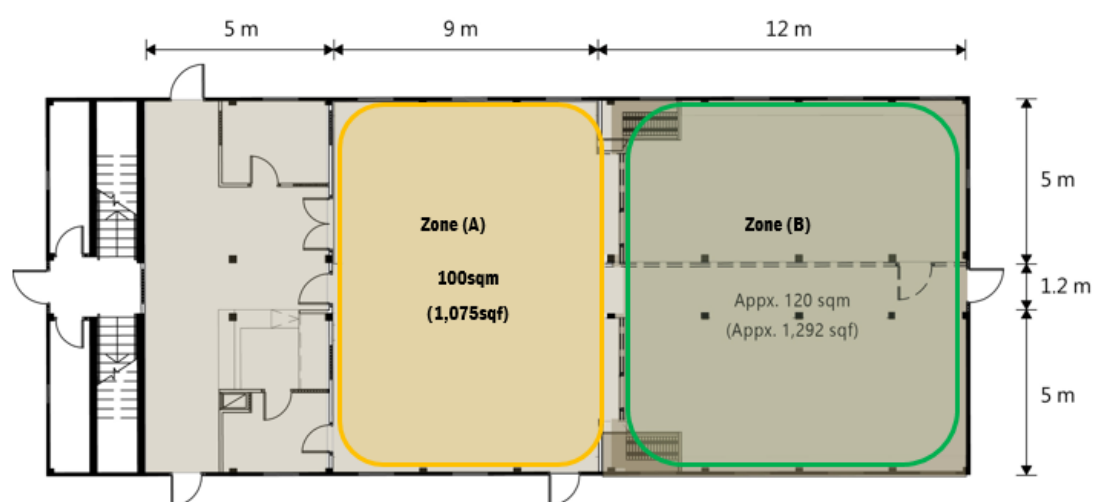 5 m
9 m
12 m
5 m
Zone (A)
Zone (B)
100sqm
(1,075sqf)
1.2 m
Appx. 120 sqm
(Appx. 1,292 sqf)
5 m